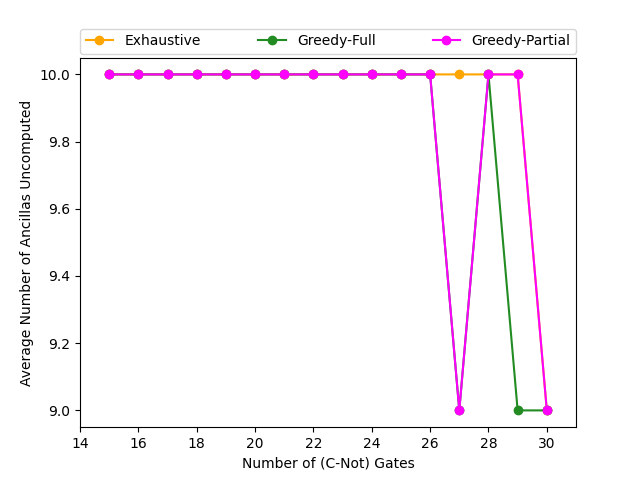 Exhaustive Greedy-Full Greedy-Partial
10.0
9.8
9.6
9.4
9.2
9.0
Average Number of Ancillas Uncomputed
14 16 18 20 22 24 26 28 30
Number of (C-Not) Gates